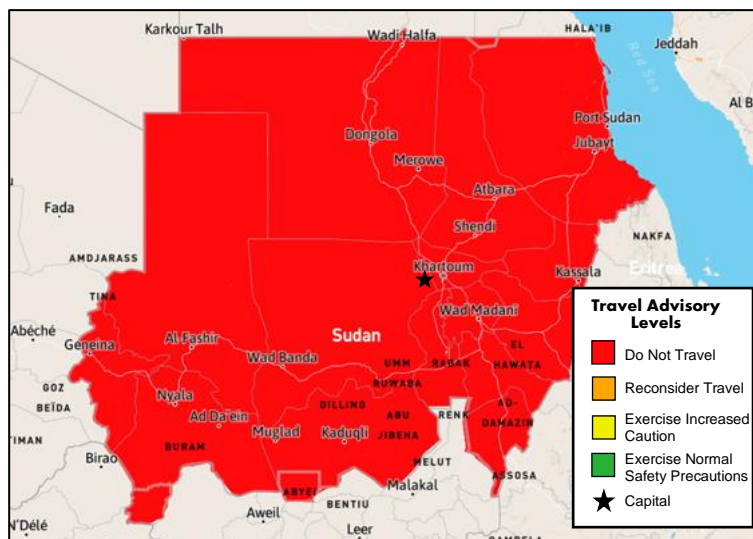 Karkour Talh
Wadi Halfa
HALA'IB
Red Sea
Jeddah
Al B
Port-Sudan
Dongola
Jubayt
Merowe
Atbara
Fada
Shendi
NAKFA
AMDJARASS
Khartoum
Eritrea
TINA
Kassala
Wad Madani
Abéché
Al-Fashir
Sudan
EL
HAWATA
Geneina
Wad Banda
UMM
RUWABA
RABAK
GOZ
BEÏDA
Nyala
DILLING
AD-
DAMAZIN
Ad Da'ein
ABU
JIBEHA
RENK
TIMAN
BURAM
Muglad
Kaduqli
Birao
MELUT
ASSOSA
ABYEI
Malakal
BENTIU
N'Délé
Aweil
Leer
GAMBELA
Travel Advisory
Levels
Do Not Travel
Reconsider Travel
Exercise Increased
Caution
Exercise Normal
Safety Precautions
Capital